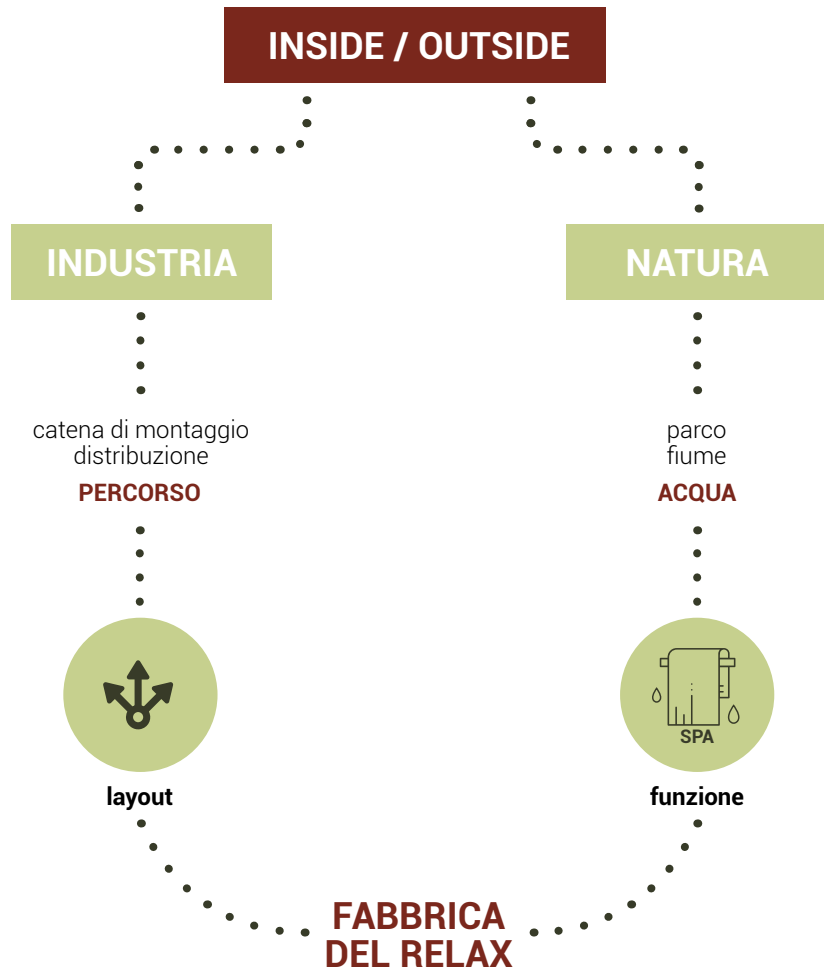 INSIDE / OUTSIDE
INDUSTRIA
NATURA
catena di montaggio
distribuzione
PERCORSO
parco
fiume
ACQUA
SPA
layout
funzione
FABBRICA
DEL RELAX